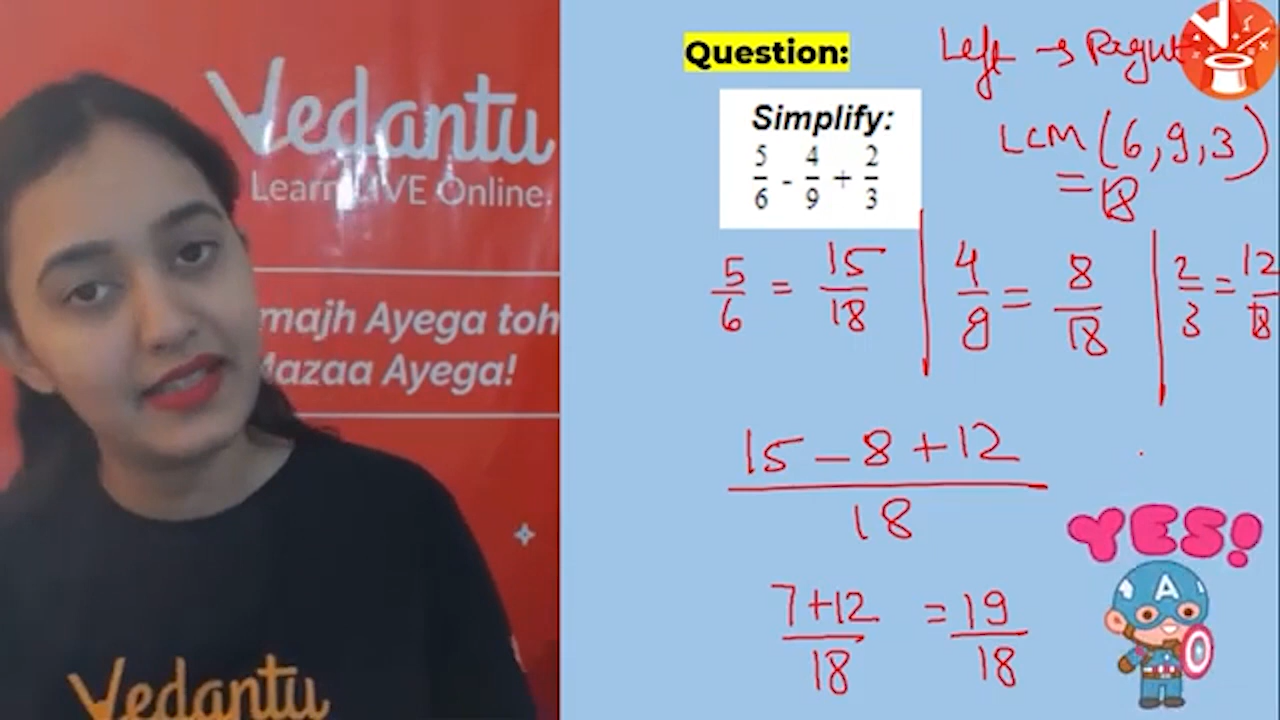 Vedantu
Learn LIVE Online.
majh Ayega toh
Mazaa Ayega!
Vedantu
Question:
Left → Right
Simplify:
5/6 - 4/9 + 2/3
LCM (6,9,3)
= 18
5/6 = 15/18 | 4/9 = 8/18 | 2/3 = 12/18
15 - 8 + 12
18
7+12/18 = 19/18
YES!
A